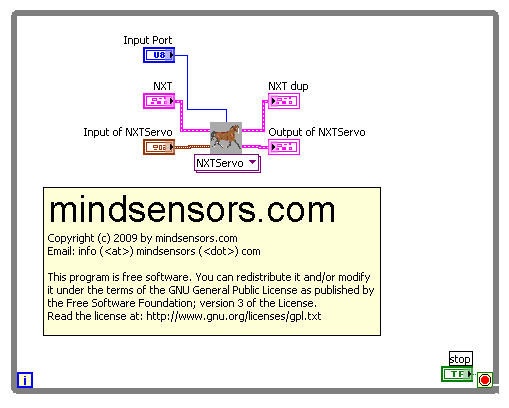 Input Port
U8
NXT
NXT dup
Input of NXTServo
Output of NXTServo
NXTServo
mindsensors.com
Copyright (c) 2009 by mindsensors.com
Email: info (<at>) mindsensors (<dot>) com
This program is free software. You can redistribute it and/or modify
it under the terms of the GNU General Public License as published by
the Free Software Foundation; version 3 of the License.
Read the license at: http://www.gnu.org/licenses/gpl.txt
stop
TF
i